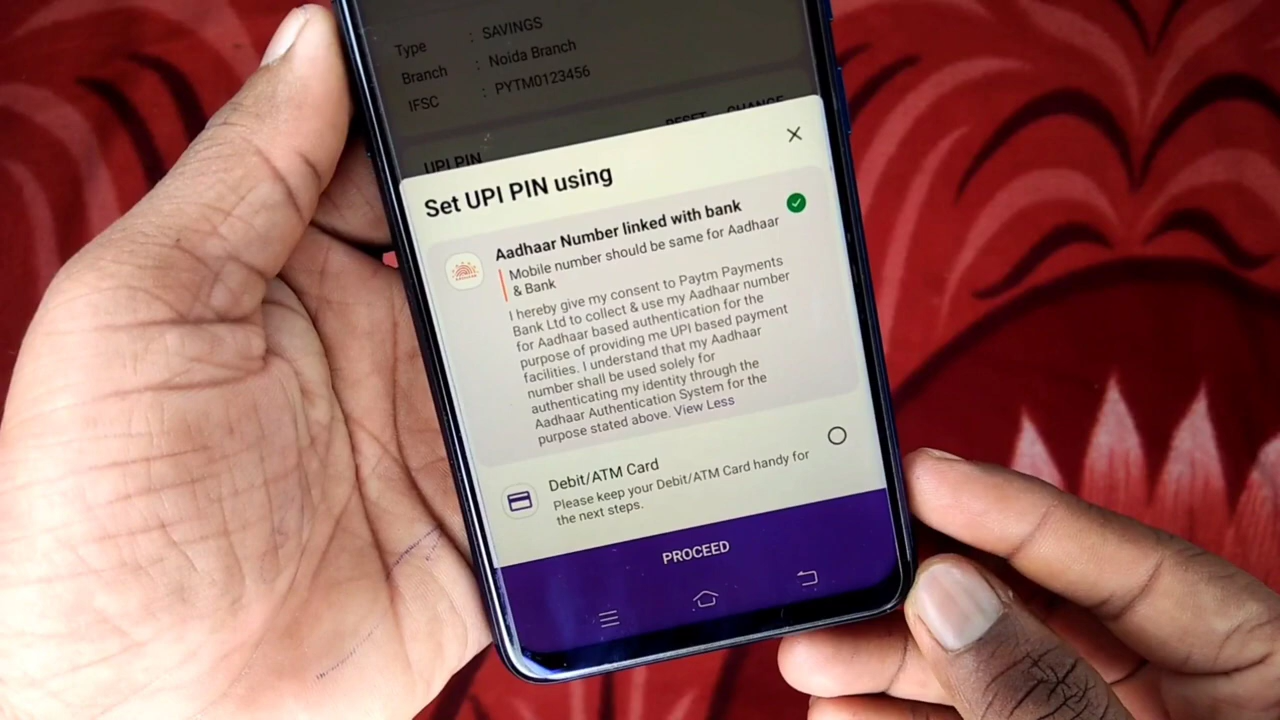 Type : SAVINGS
Branch : Noida Branch
IFSC : PYTM0123456
RESET CHANGE
UPI PIN
Set UPI PIN using
Aadhaar Number linked with bank
Mobile number should be same for Aadhaar
& Bank
I hereby give my consent to Paytm Payments
Bank Ltd to collect & use my Aadhaar number
for Aadhaar based authentication for the
purpose of providing me UPI based payment
facilities. I understand that my Aadhaar
number shall be used solely for
authenticating my identity through the
Aadhaar Authentication System for the
purpose stated above. View Less
Debit/ATM Card
Please keep your Debit/ATM Card handy for
the next steps.
PROCEED